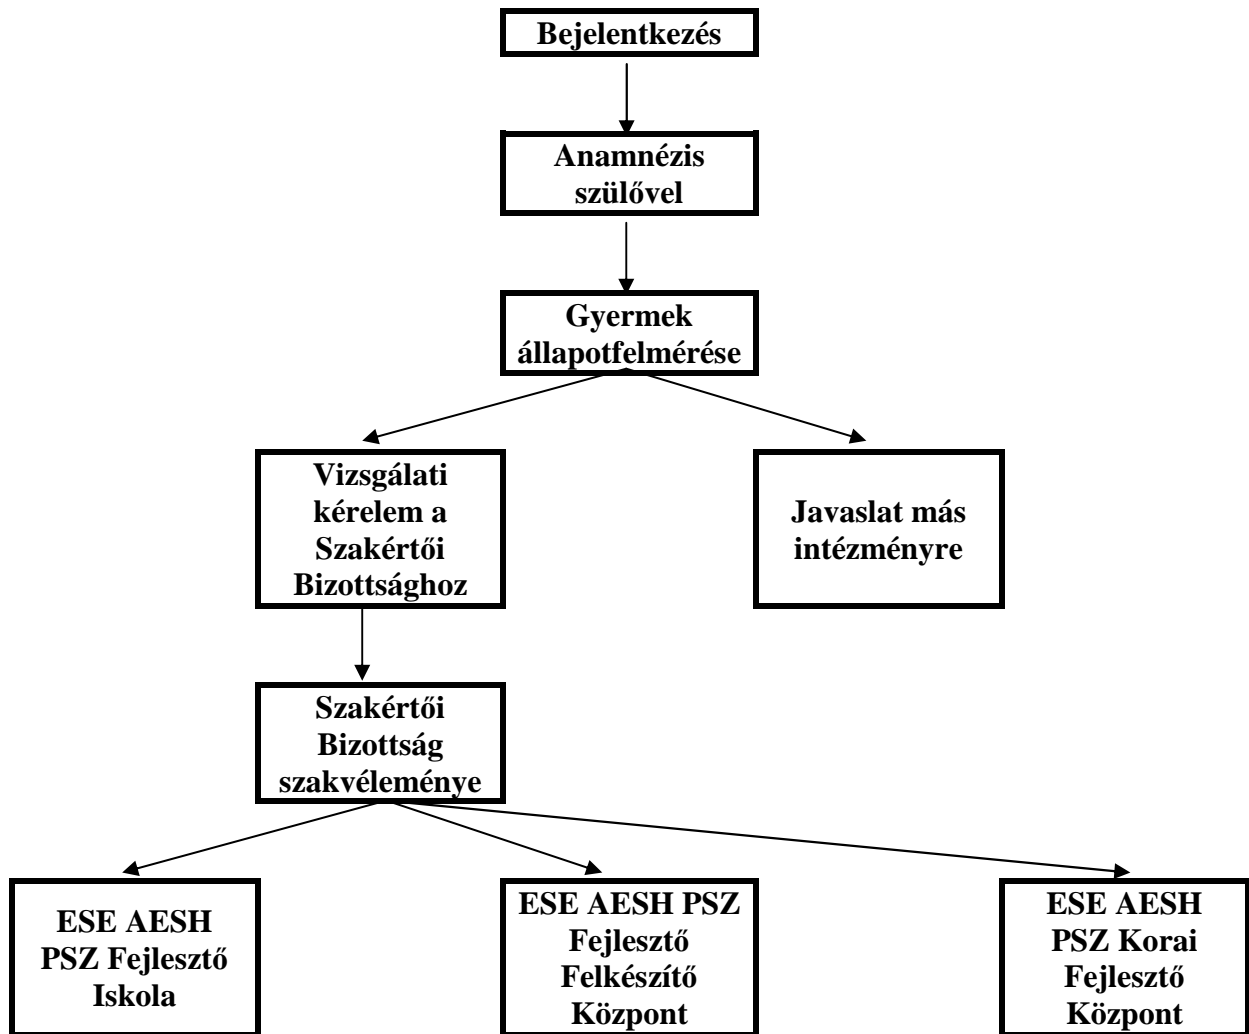 Bejelentkezés
Anamnézis
szülővel
Gyermek
állapotfelmérése
Vizsgálati
kérelem a
Szakértői
Bizottsághoz
Javaslat más
intézményre
Szakértői
Bizottság
szakvéleménye
ESE AESH
PSZ Fejlesztő
Iskola
ESE AESH PSZ
Fejlesztő
Felkészítő
Központ
ESE AESH
PSZ Korai
Fejlesztő
Központ